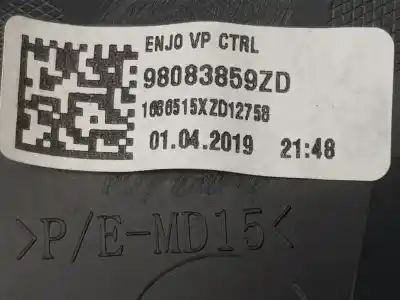 ENJO VP CTRL
98083859ZD
1666515XZD12758
01.04.2019 21:48
>P/E-MD15<